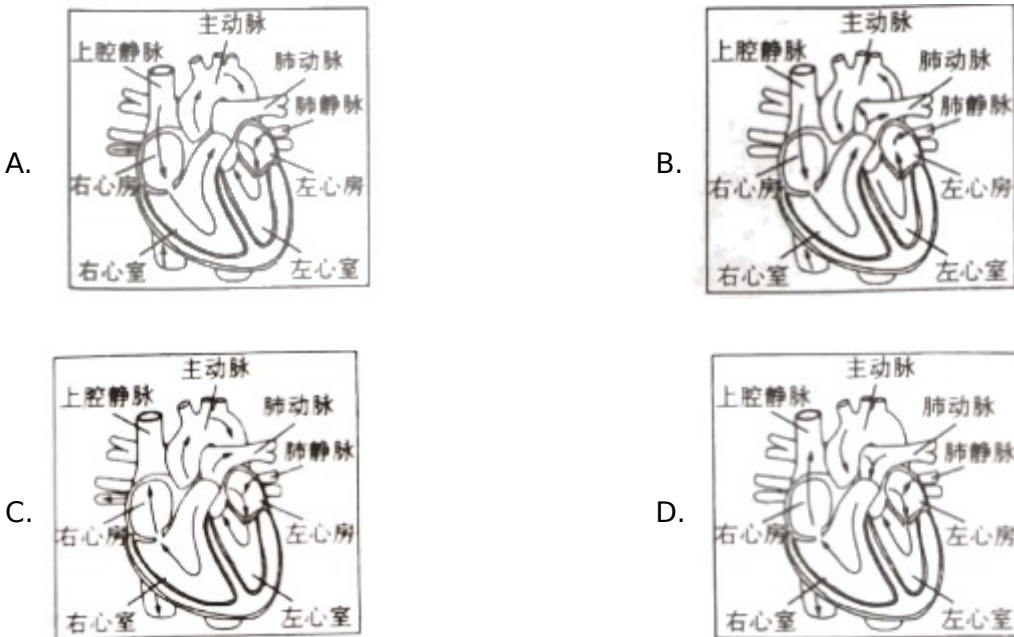 A.
主动脉
上腔静脉
肺动脉
肺静脉
右心房
左心房
右心室
左心室
B.
主动脉
上腔静脉
肺动脉
肺静脉
右心房
左心房
右心室
左心室
C.
主动脉
上腔静脉
肺动脉
肺静脉
右心房
左心房
右心室
左心室
D.
主动脉
上腔静脉
肺动脉
肺静脉
右心房
左心房
右心室
左心室